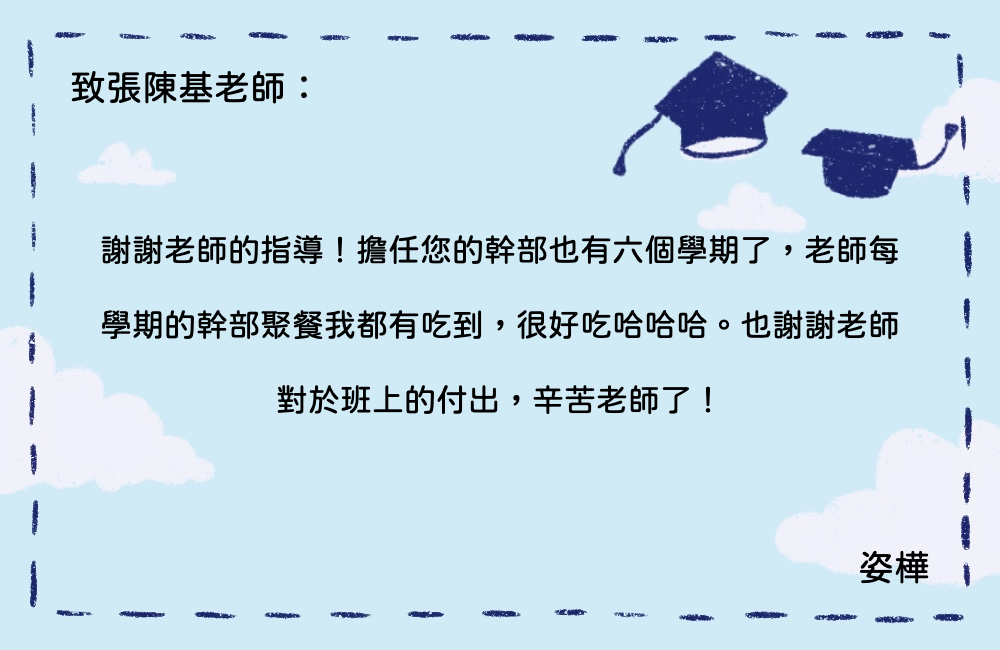 致張陳基老師：
謝謝老師的指導！擔任您的幹部也有六個學期了，老師每
學期的幹部聚餐我都有吃到，很好吃哈哈哈。也謝謝老師
對於班上的付出，辛苦老師了！
姿樺